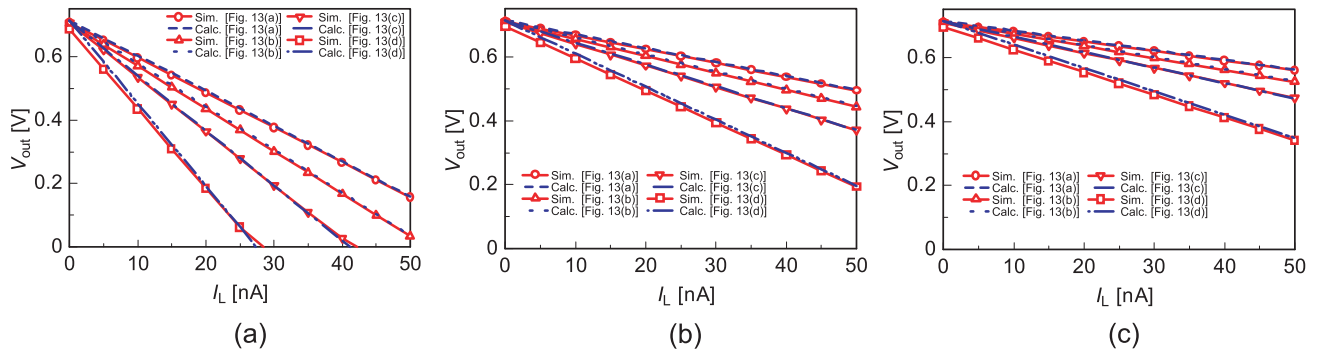 (a)
Sim. [Fig. 13(a)] Sim. [Fig. 13(c)]
Calc. [Fig. 13(a)] Calc. [Fig. 13(c)]
Sim. [Fig. 13(b)] Sim. [Fig. 13(d)]
Calc. [Fig. 13(b)] Calc. [Fig. 13(d)]
0.6
0.4
0.2
0
Vout [V]
0 10 20 30 40 50
IL [nA]
(a)
0.6
0.4
0.2
0
Vout [V]
Sim. [Fig. 13(a)] Sim. [Fig. 13(c)]
Calc. [Fig. 13(a)] Calc. [Fig. 13(c)]
Sim. [Fig. 13(b)] Sim. [Fig. 13(d)]
Calc. [Fig. 13(b)] Calc. [Fig. 13(d)]
0 10 20 30 40 50
IL [nA]
(b)
0.6
0.4
0.2
0
Vout [V]
Sim. [Fig. 13(a)] Sim. [Fig. 13(c)]
Calc. [Fig. 13(a)] Calc. [Fig. 13(c)]
Sim. [Fig. 13(b)] Sim. [Fig. 13(d)]
Calc. [Fig. 13(b)] Calc. [Fig. 13(d)]
0 10 20 30 40 50
IL [nA]
(c)